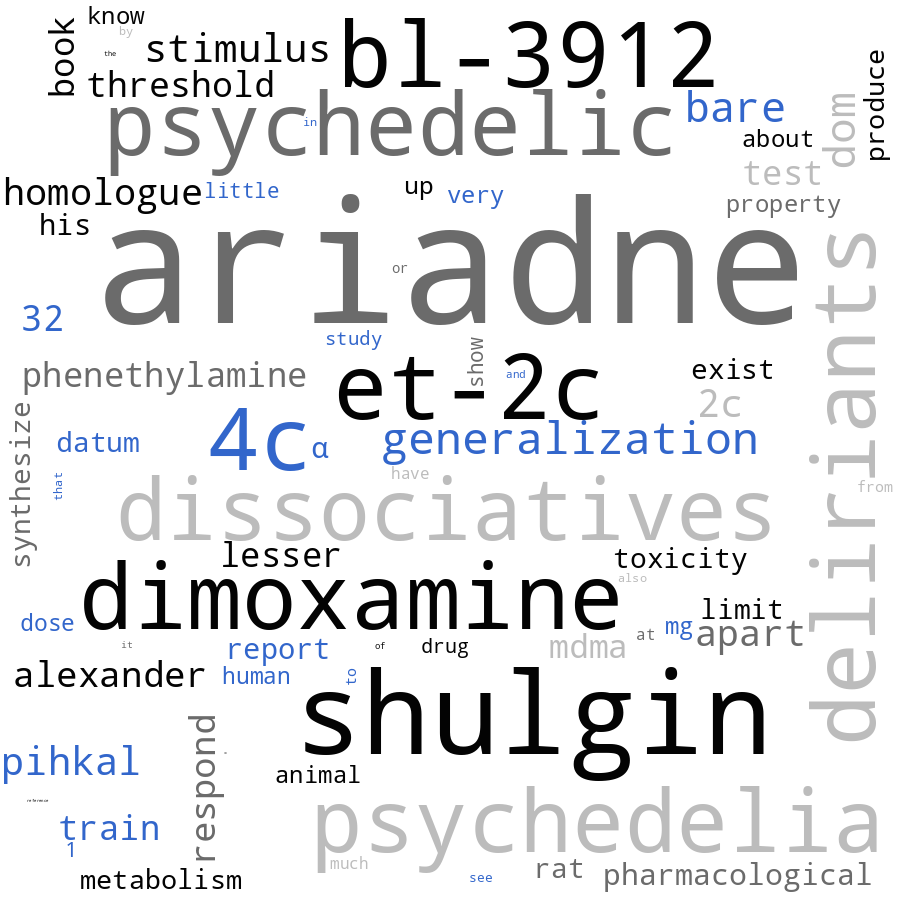 know
by
book
the
stimulus
bl-3912
threshold
produce
psychedelic
bare
in
dom
about
test
homologue
little
up
very
property
his
ariadne
or
deliriants
32
study
show
phenethylamine
et-2c
and
exist
2c
synthesize
4c
α
datum
generalization
that
have
dissociatives
from
lesser
toxicity
dimoxamine
also
limit
dose
mg
apart
at
it
report
of
drug
mdma
alexander
human
to
shulgin
respond
pihkal
animal
reference
psychedelia
train
1
much
rat
metabolism
see
pharmacological